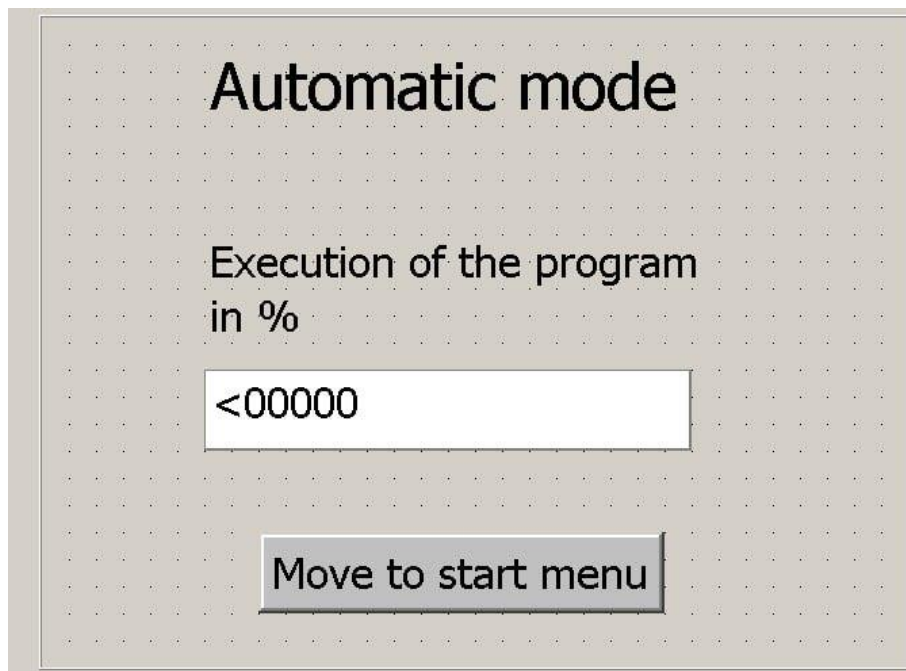 Automatic mode
Execution of the program
in %
<00000
Move to start menu